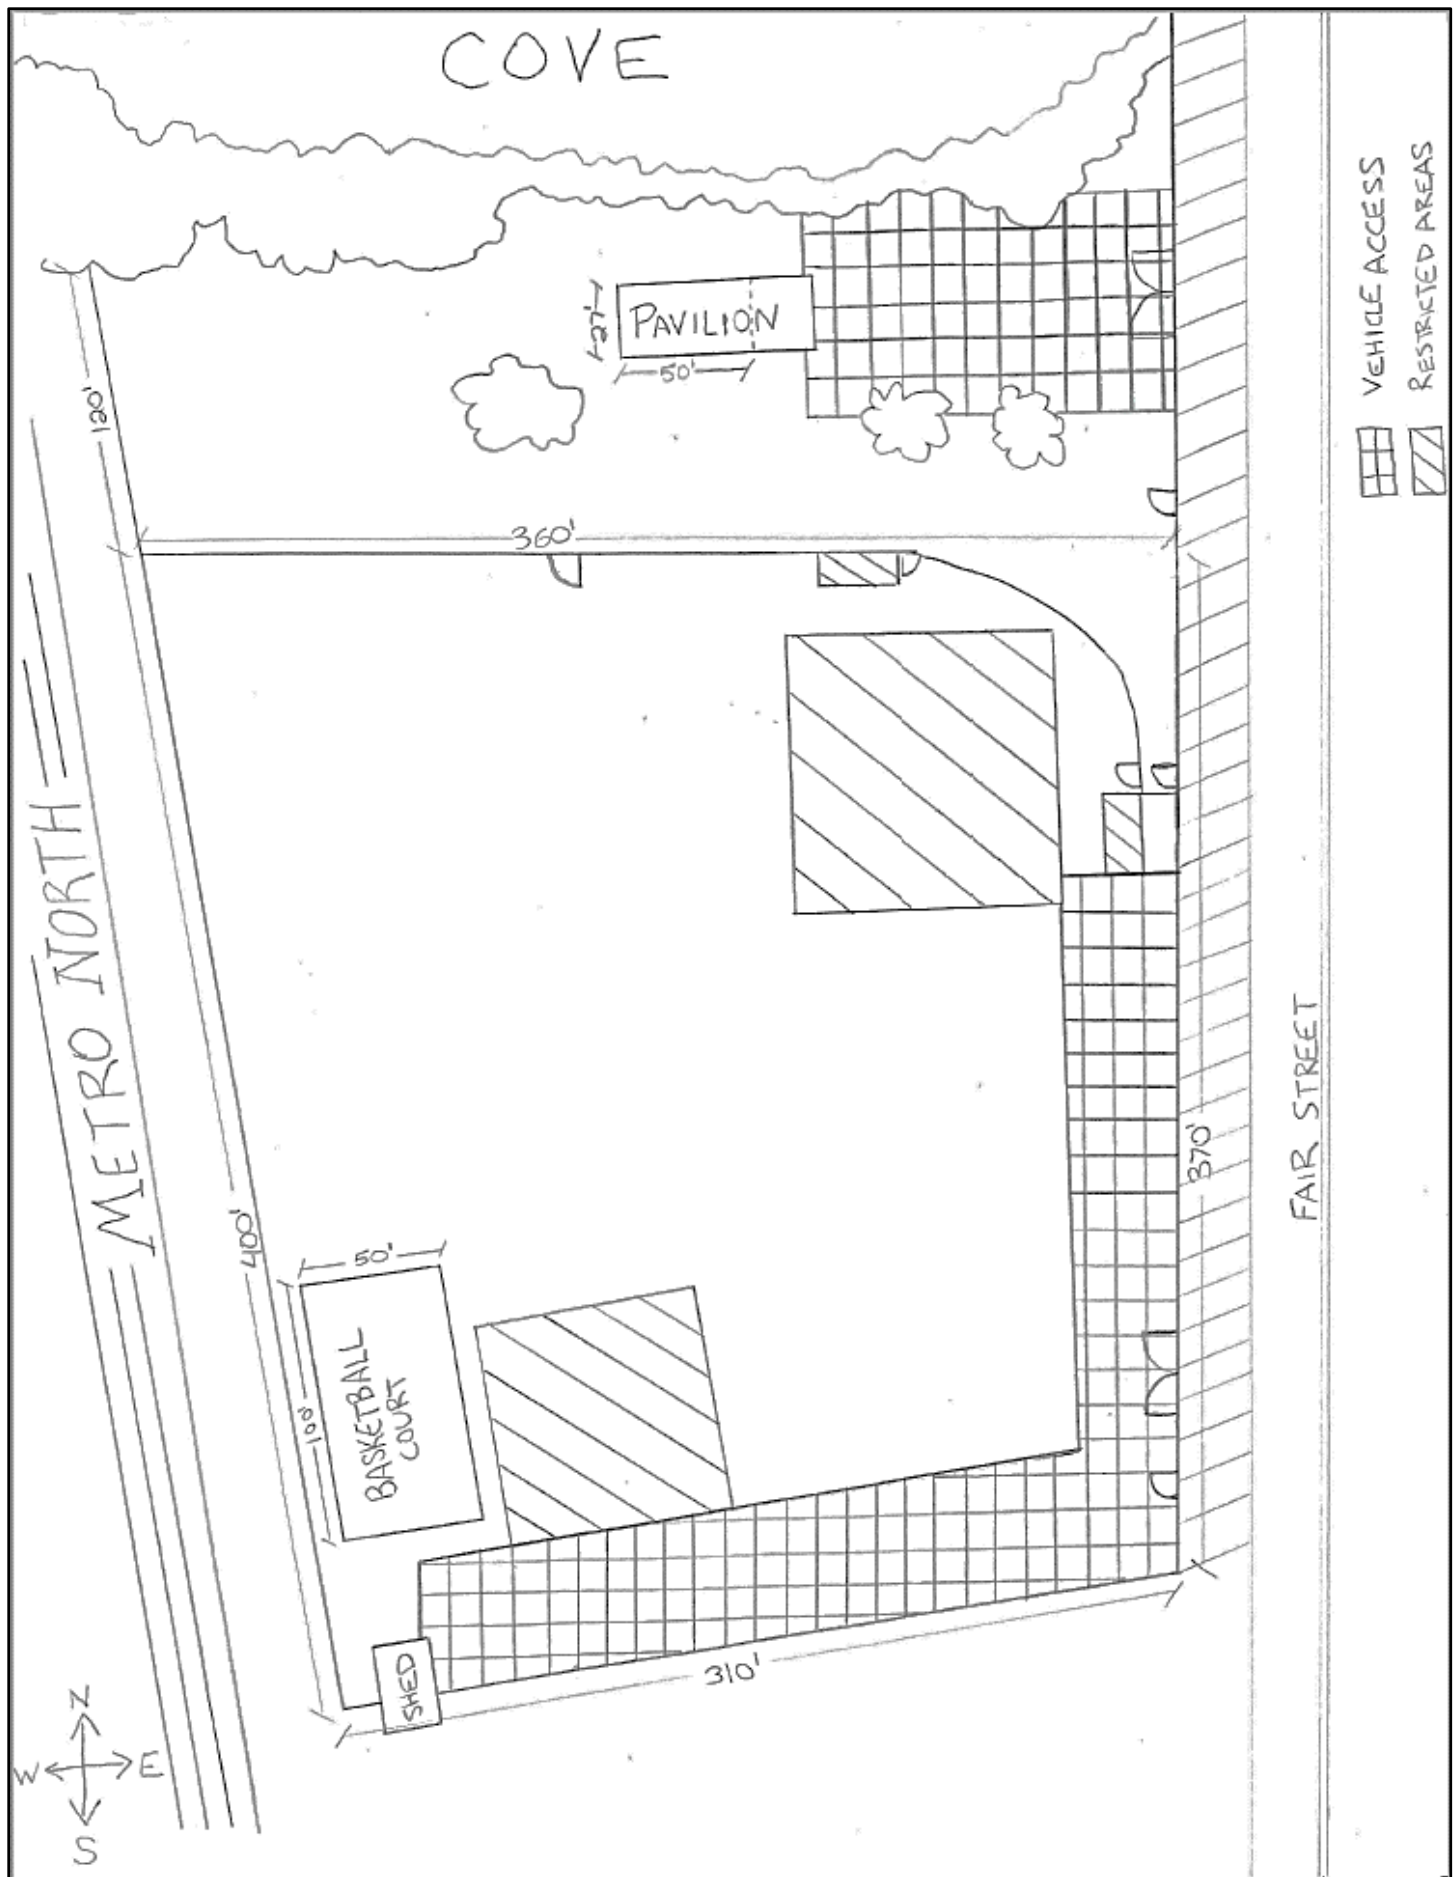 COVE
VEHICLE ACCESS
RESTRICTED AREAS
PAVILION
27'
50'
120'
360'
METRO NORTH
400'
370'
FAIR STREET
50'
100'
BASKETBALL
COURT
SHED
310'
N
W E
S